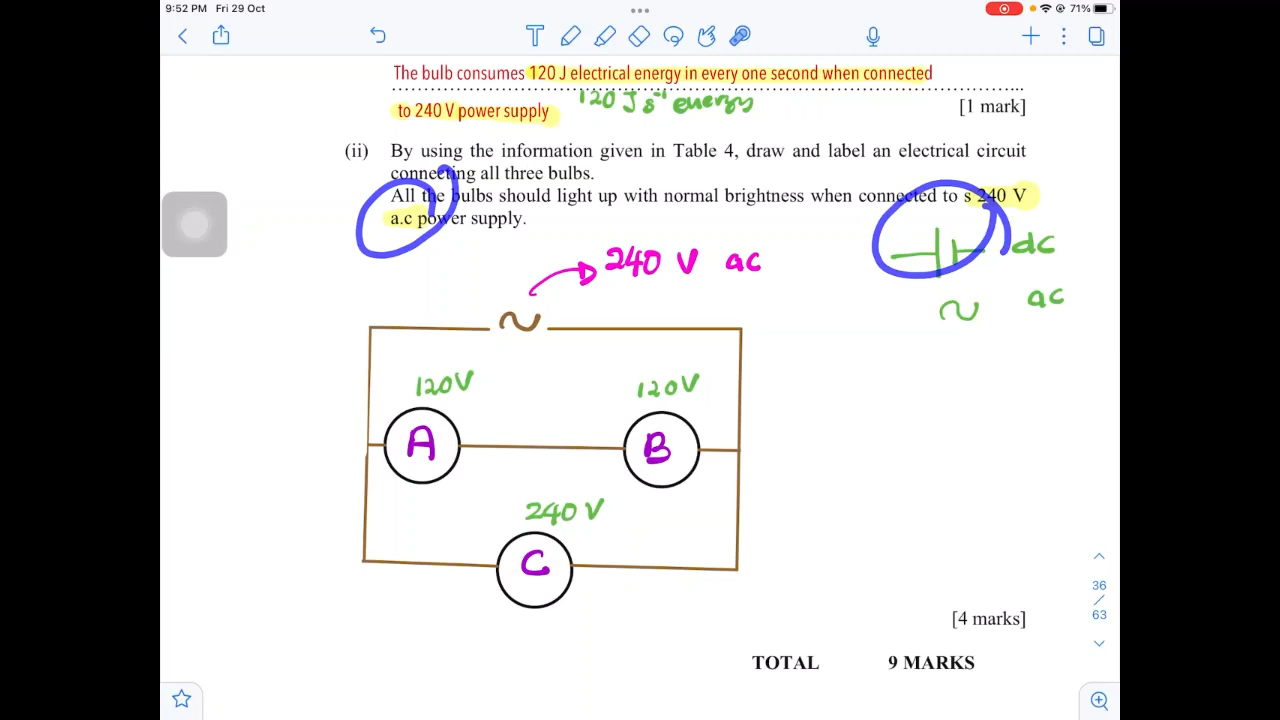 9:52 PM Fri 29 Oct
71%
The bulb consumes 120 J electrical energy in every one second when connected
to 240 V power supply 120 J s⁻¹ energy
[1 mark]
(ii) By using the information given in Table 4, draw and label an electrical circuit
connecting all three bulbs.
All the bulbs should light up with normal brightness when connected to s 240 V
a.c power supply.
dc
240 V ac
ac
120V
120V
A
B
240 V
C
36
63
[4 marks]
TOTAL 9 MARKS